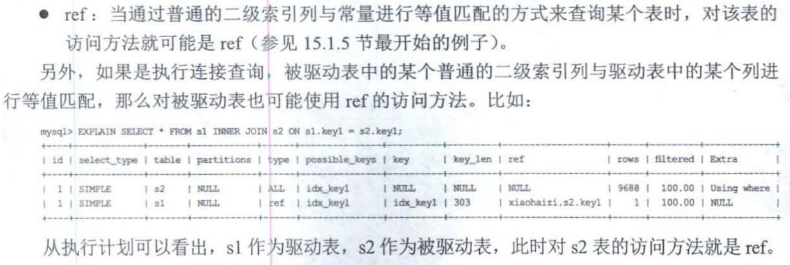 ● ref：当通过普通的二级索引列与常量进行等值匹配的方式来查询某个表时，对该表的
访问方法就可能是 ref（参见 15.1.5 节最开始的例子）。
另外，如果是执行连接查询，被驱动表中的某个普通的二级索引列与驱动表中的某个列进
行等值匹配，那么对被驱动表也可能使用 ref 的访问方法。比如：
mysql> EXPLAIN SELECT * FROM s1 INNER JOIN s2 ON s1.key1 = s2.key1;
| id | select_type | table | partitions | type | possible_keys | key | key_len | ref | rows | filtered | Extra |
| 1 | SIMPLE | s2 | NULL | ALL | idx_key1 | NULL | NULL | NULL | 9688 | 100.00 | Using where |
| 1 | SIMPLE | s1 | NULL | ref | idx_key1 | idx_key1 | 303 | xiaohaizi.s2.key1 | 1 | 100.00 | NULL |
从执行计划可以看出，s1 作为驱动表，s2 作为被驱动表，此时对 s2 表的访问方法就是 ref。